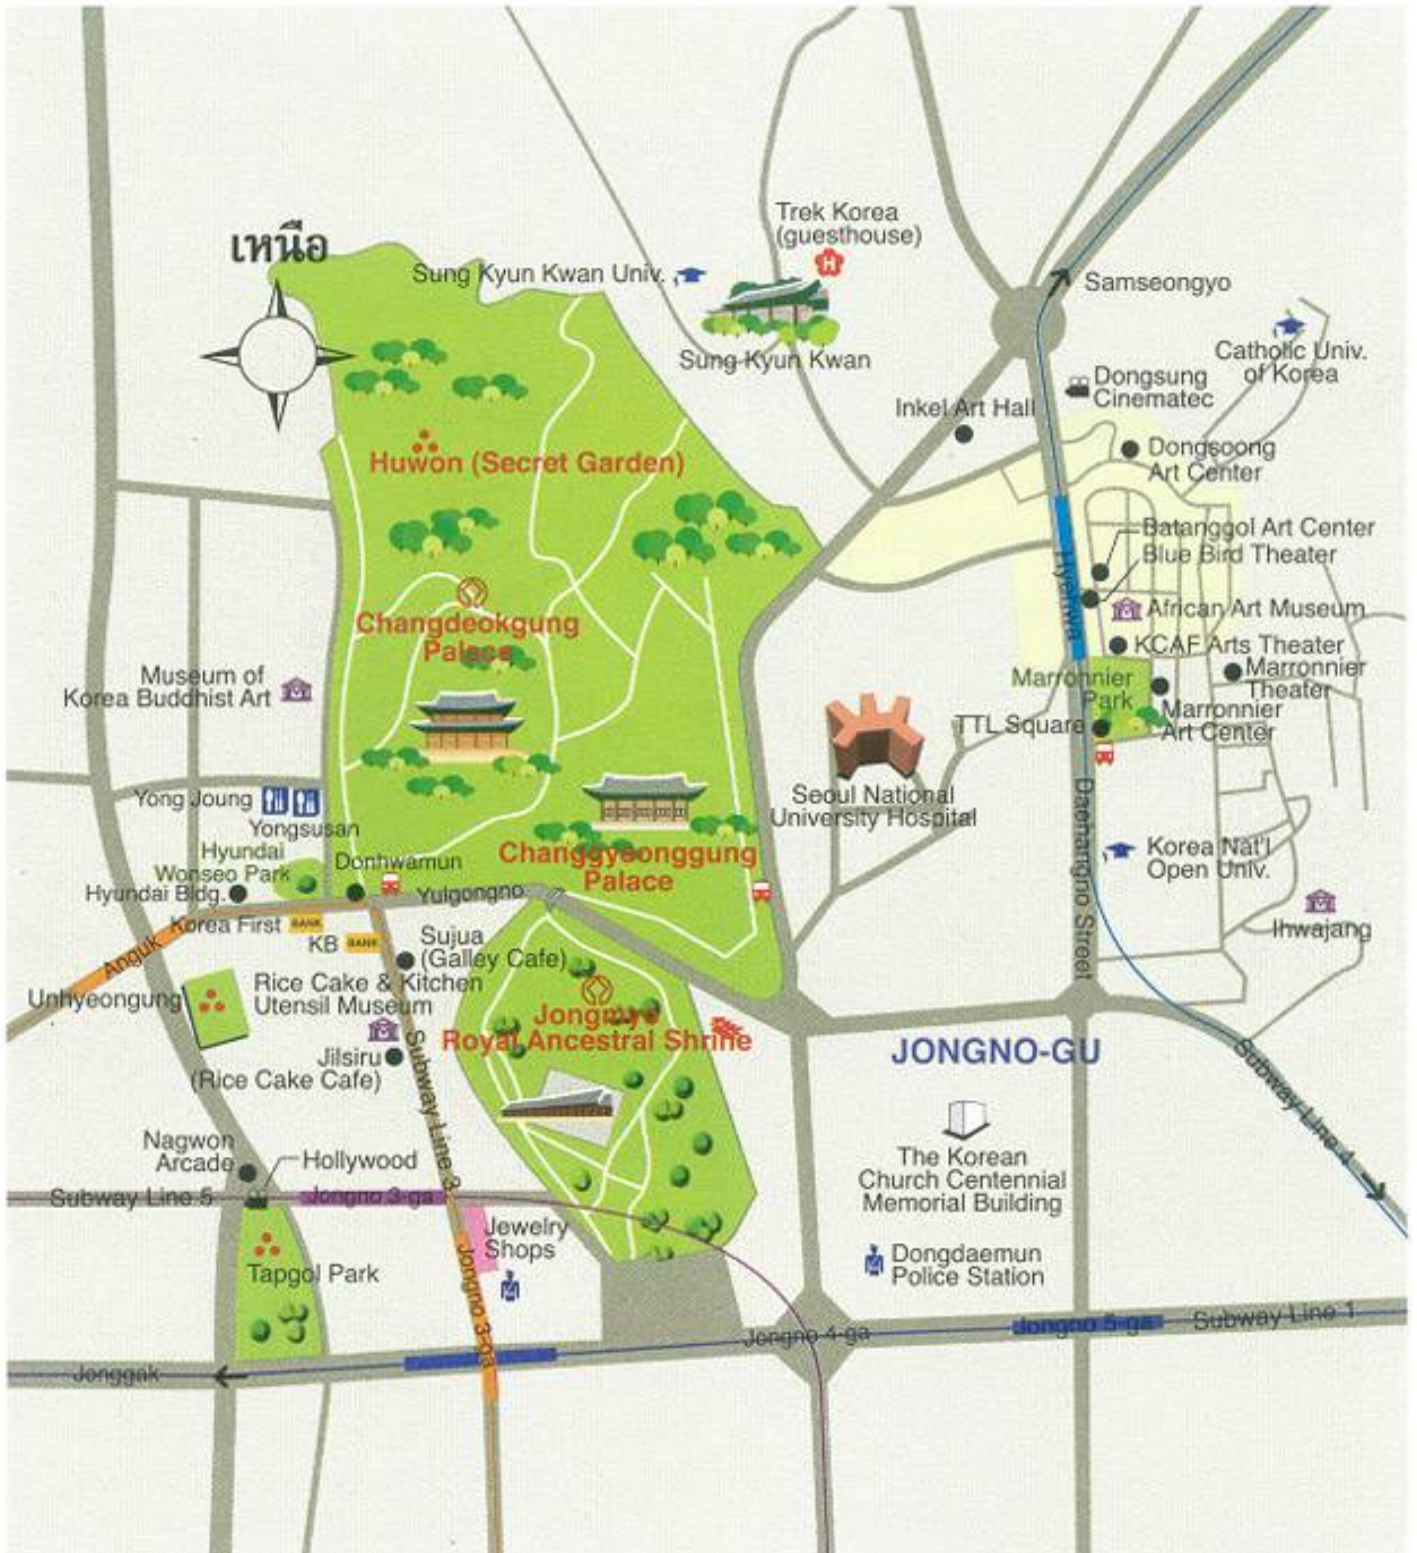 เหนือ
Trek Korea
(guesthouse)
H
Sung Kyun Kwan Univ.
Samseongyo
Sung Kyun Kwan
Catholic Univ.
of Korea
Dongsung
Cinematec
Inkel Art Hall
Huwon (Secret Garden)
Dongsoong
Art Center
Batanggol Art Center
Blue Bird Theater
Hyehwa
African Art Museum
Changdeokgung
Palace
KCAF Arts Theater
Marronnier
Theater
Marronnier
Park
Museum of
Korea Buddhist Art
Marronnier
Art Center
TTL Square
Seoul National
University Hospital
Daehangno Street
Yong Joung
Yongsusan
Hyundai
Wonseo Park
Donhwamun
Changgyeonggung
Palace
Korea Nat'l
Open Univ.
Hyundai Bldg.
Yulgongno
Korea First BANK
KB BANK
Sujua
(Galley Cafe)
Ihwajang
Anguk
Unhyeongung
Rice Cake & Kitchen
Utensil Museum
Jongmyo
Royal Ancestral Shrine
JONGNO-GU
Jilsiru
(Rice Cake Cafe)
Subway Line 3
Subway Line 4
Nagwon
Arcade
Hollywood
The Korean
Church Centennial
Memorial Building
Subway Line 5
Jongno 3-ga
Jewelry
Shops
Tapgol Park
Dongdaemun
Police Station
Jongno 3-ga
Jonggak
Jongno 4-ga
Jongno 5-ga
Subway Line 1